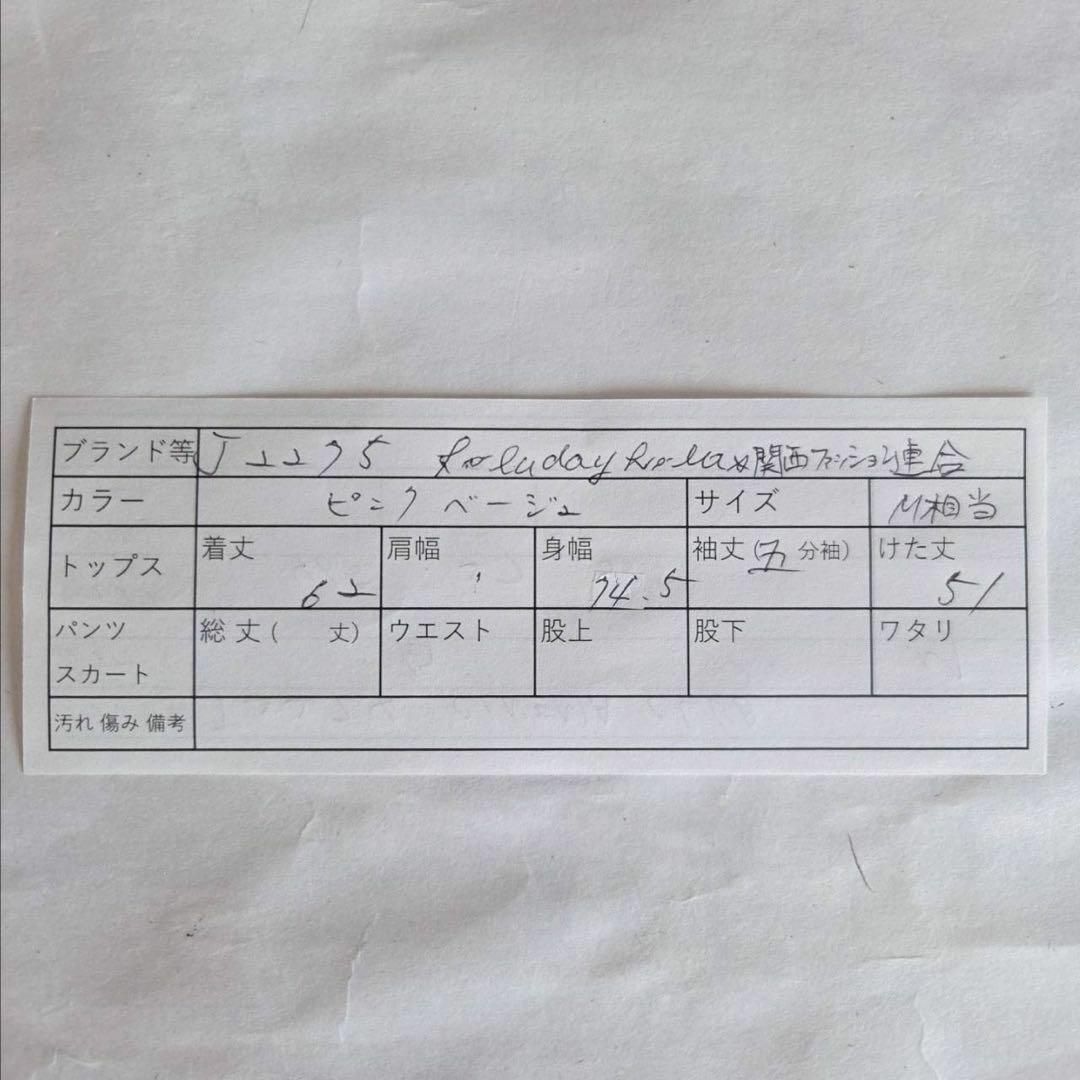 ブランド等 J2275 holuday 関西ファッション連合
カラー ピンクベージュ サイズ M相当
トップス 着丈 62 肩幅 身幅 74.5 袖丈(五分袖) けた丈 51
パンツ スカート 総丈( 丈) ウエスト 股上 股下 ワタリ
汚れ 傷み 備考